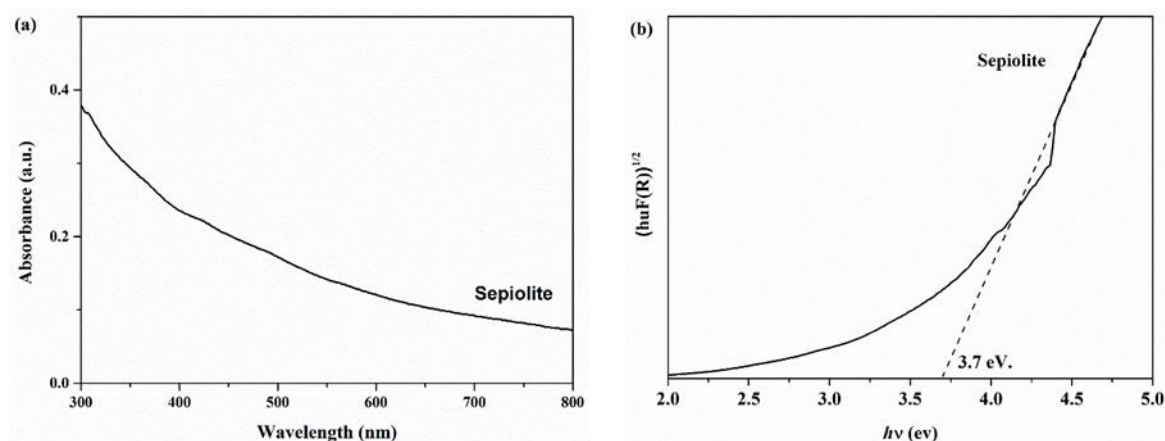 (a)
Absorbance (a.u.)
0.4
0.2
0.0
Sepiolite
300 400 500 600 700 800
Wavelength (nm)
(b)
(huF(R))^1/2
Sepiolite
3.7 eV.
2.0 2.5 3.0 3.5 4.0 4.5 5.0
hν (ev)